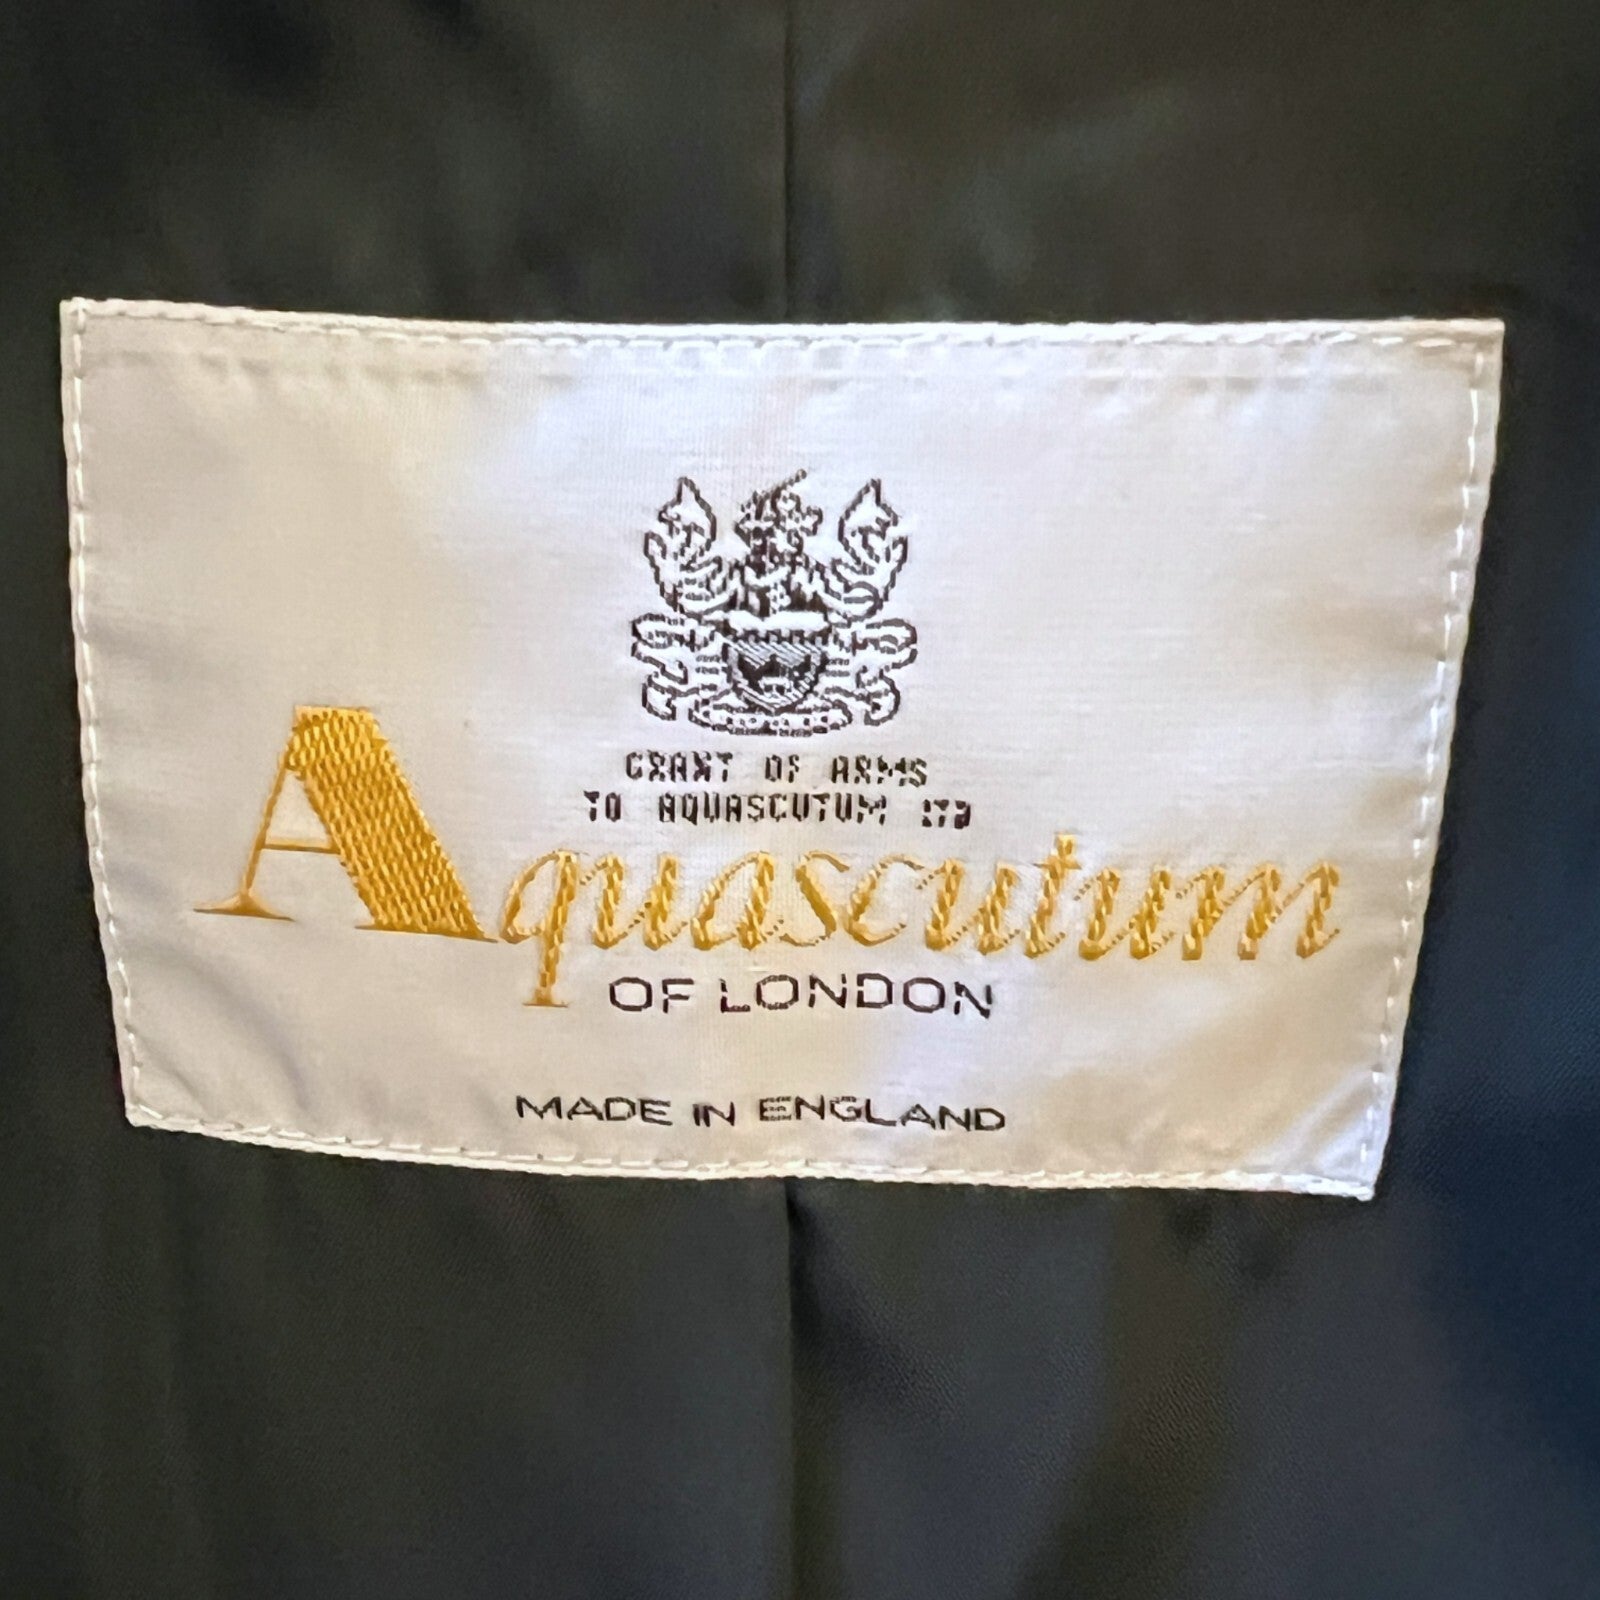 GRANT OF ARMS
TO AQUASCUTUM LTD
Aquascutum
OF LONDON
MADE IN ENGLAND